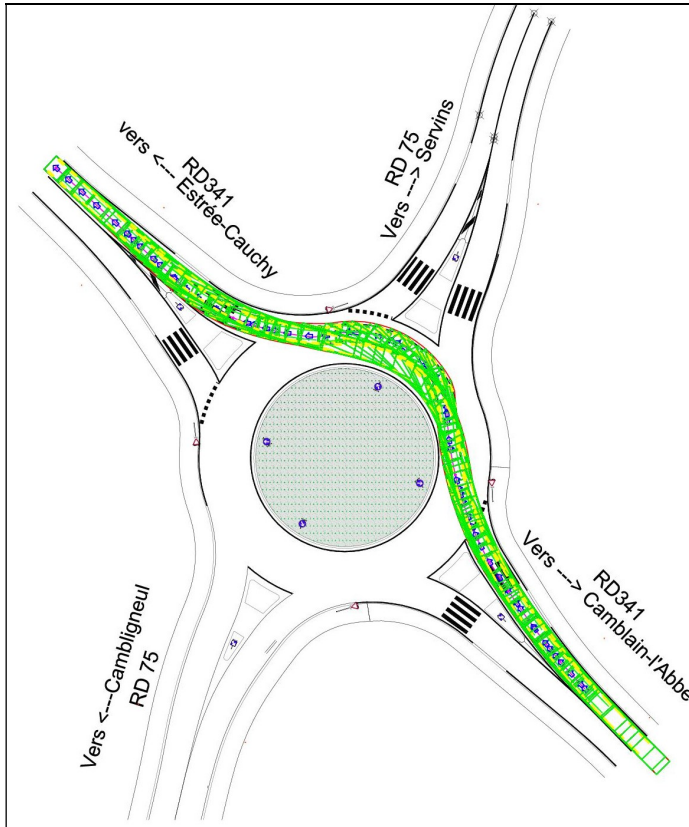 RD341
vers <---- Estrée-Cauchy
RD 75
Vers ----> Servins
RD341
Vers ---> Camblain-l'Abbé
Vers <----Cambligneul
RD 75